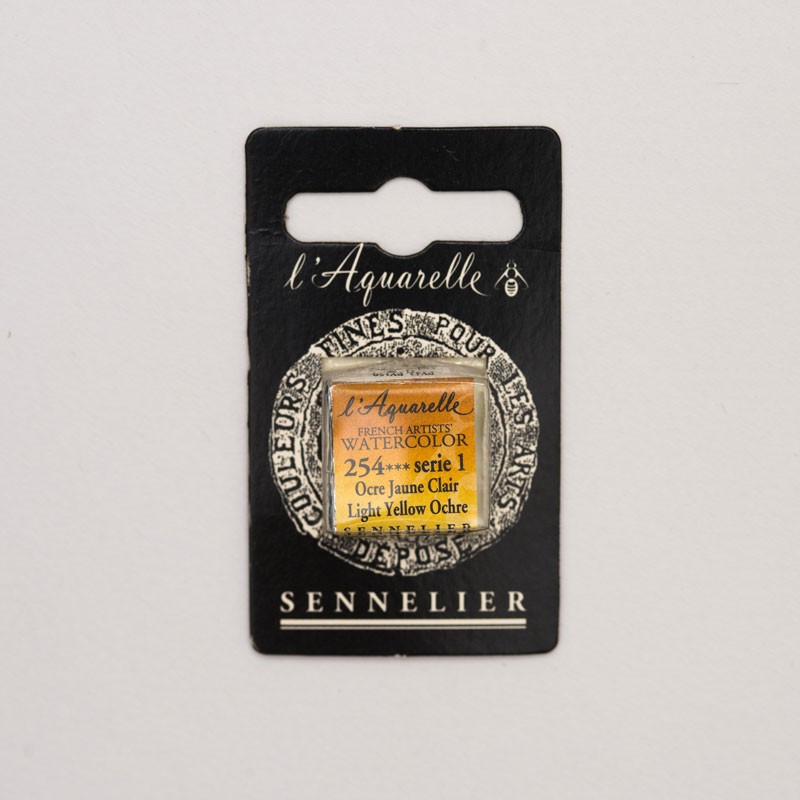 l'Aquarelle
COULEURS FINES POUR LES ARTS
l'Aquarelle
FRENCH ARTISTS'
WATERCOLOR
254*** serie 1
Ocre Jaune Clair
Light Yellow Ochre
SENNELIER
DÉPOSÉ
SENNELIER